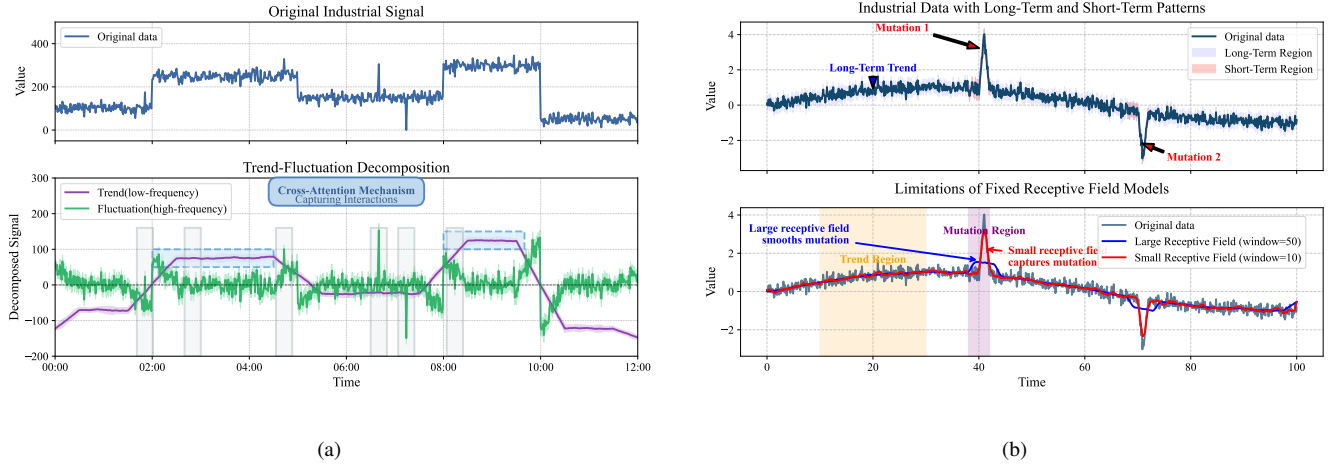 Original Industrial Signal
Original data
Value
400
200
0
Trend-Fluctuation Decomposition
Trend(low-frequency)
Fluctuation(high-frequency)
Cross-Attention Mechanism
Capturing Interactions
Decomposed Signal
300
200
100
0
−100
−200
00:00 02:00 04:00 06:00 08:00 10:00 12:00
Time
(a)
Industrial Data with Long-Term and Short-Term Patterns
Mutation 1
Long-Term Trend
Mutation 2
Original data
Long-Term Region
Short-Term Region
Value
4
2
0
−2
Limitations of Fixed Receptive Field Models
Large receptive field
smooths mutation
Mutation Region
Trend Region
Small receptive fie
captures mutation
Original data
Large Receptive Field (window=50)
Small Receptive Field (window=10)
Value
4
2
0
−2
0 20 40 60 80 100
Time
(b)